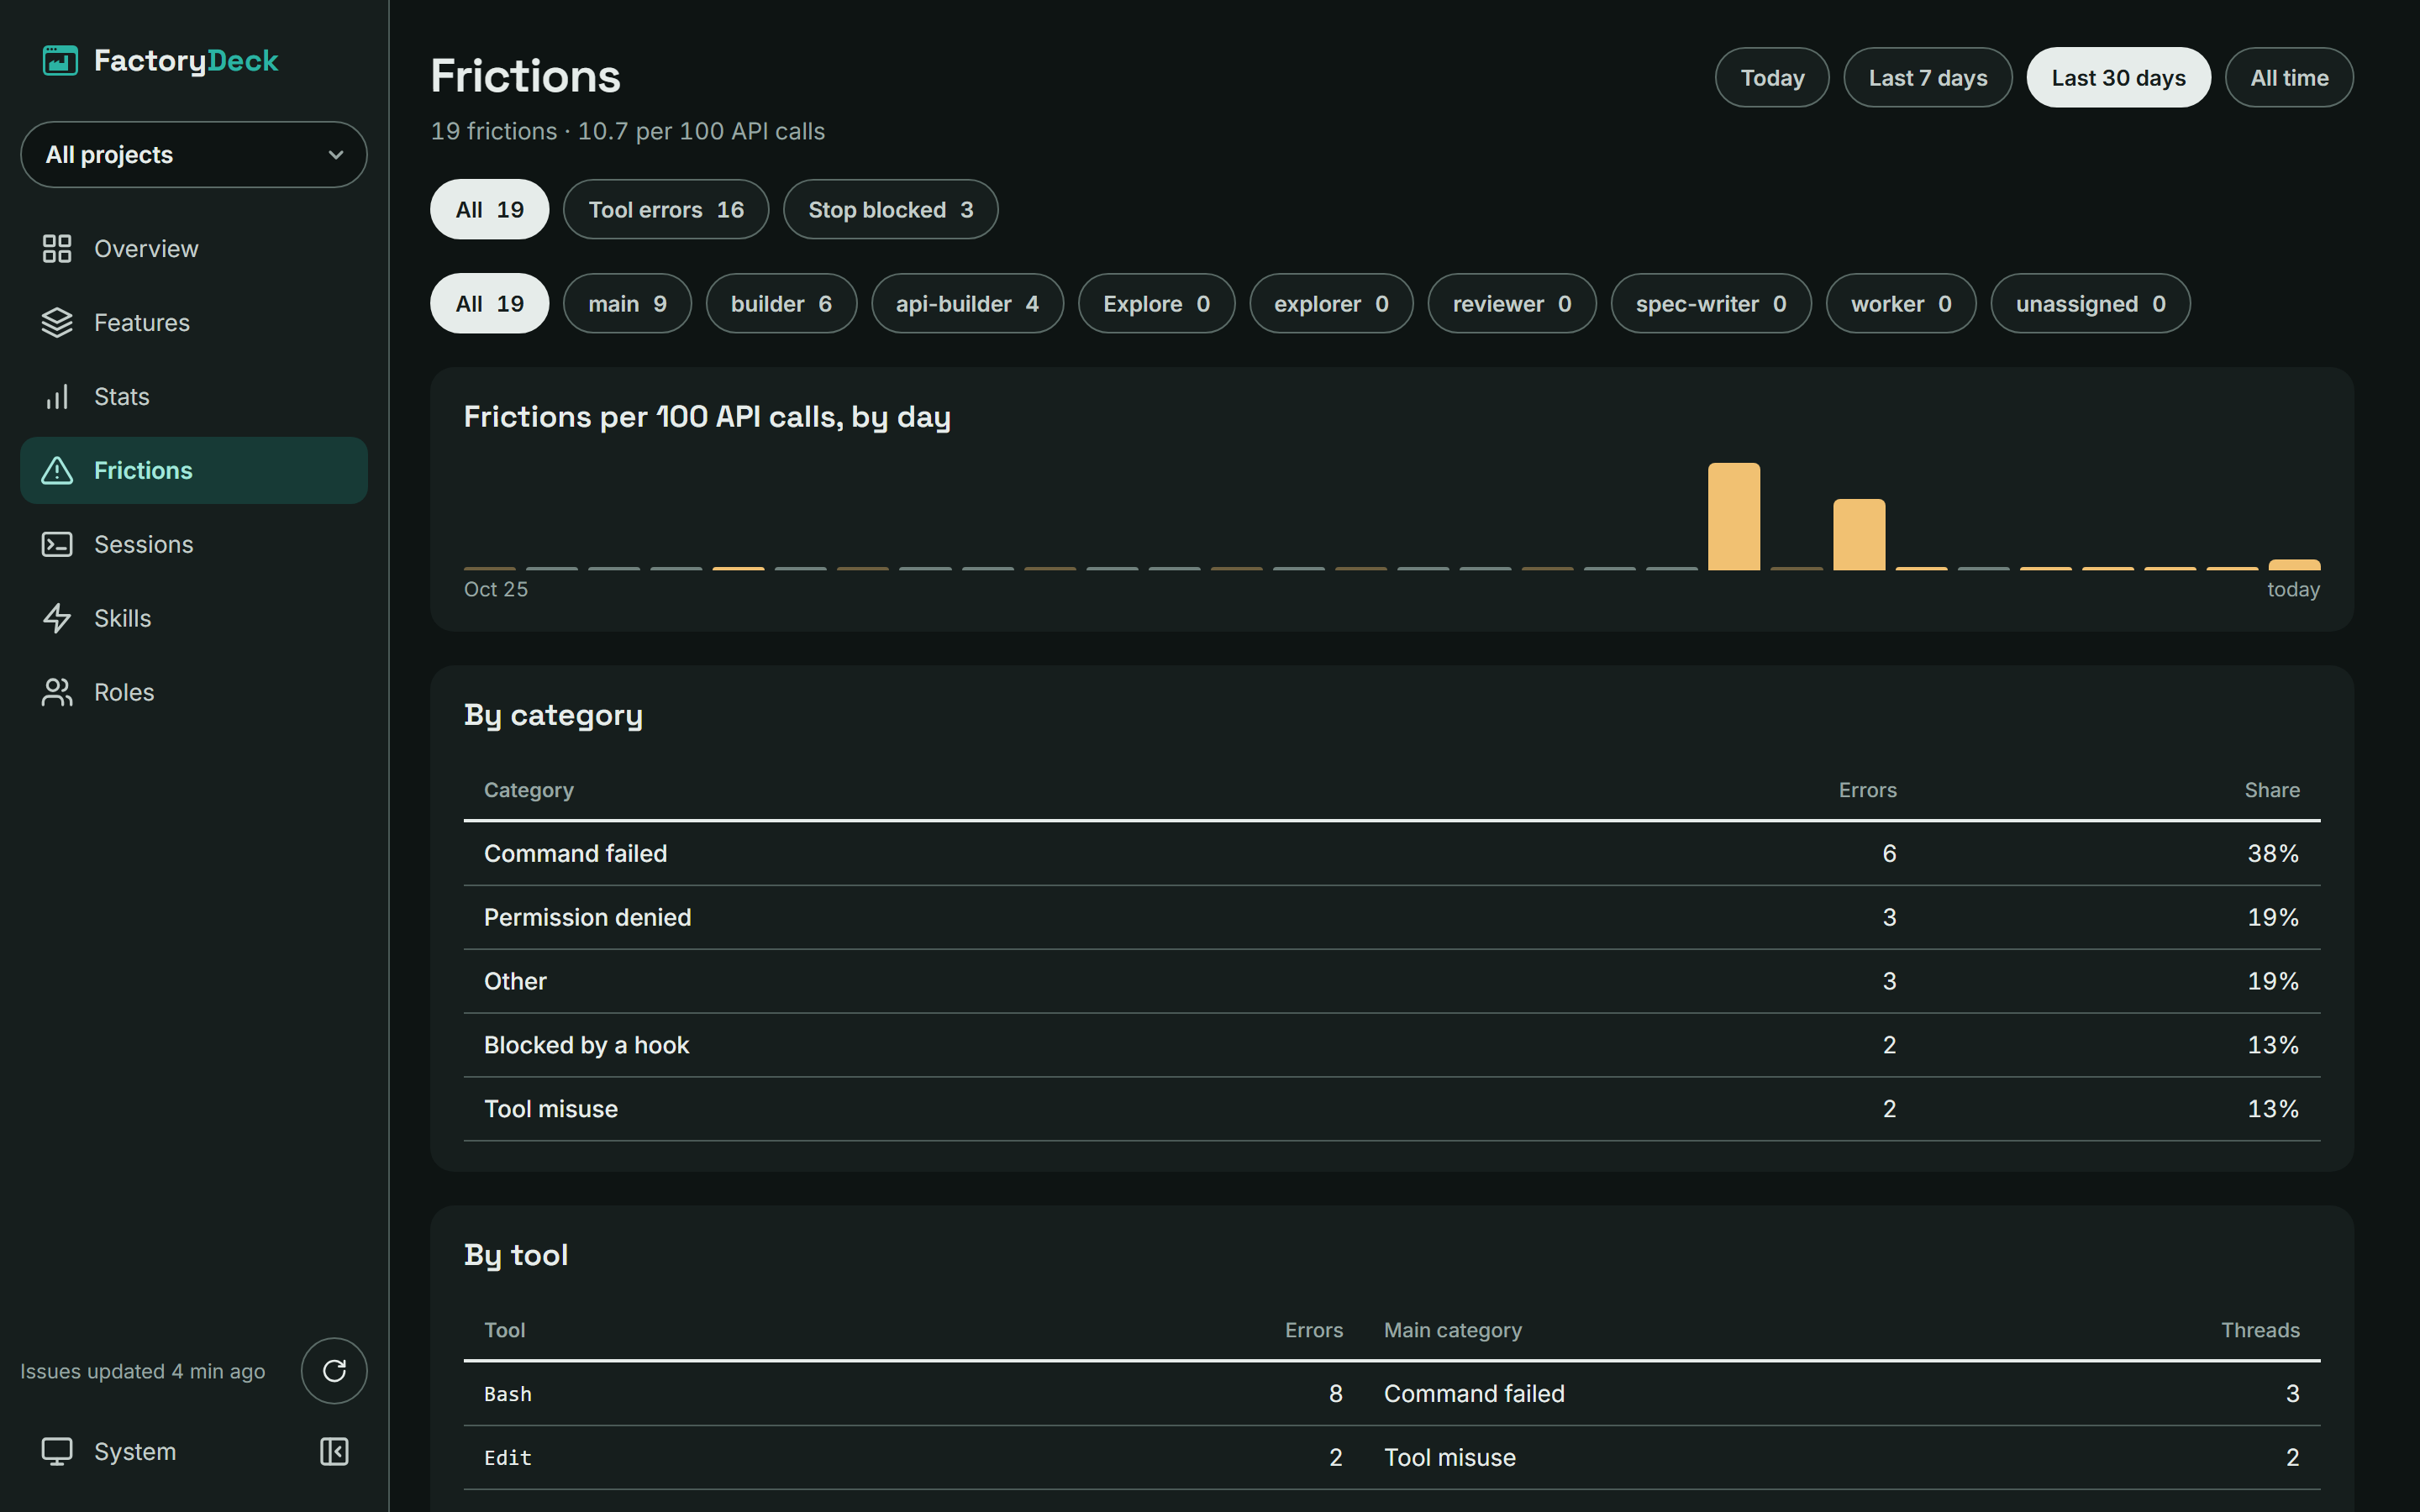 FactoryDeck
All projects
Overview
Features
Stats
Frictions
Sessions
Skills
Roles
Issues updated 4 min ago
System
Frictions
19 frictions · 10.7 per 100 API calls
Today Last 7 days Last 30 days All time
All 19 Tool errors 16 Stop blocked 3
All 19 main 9 builder 6 api-builder 4 Explore 0 explorer 0 reviewer 0 spec-writer 0 worker 0 unassigned 0
Frictions per 100 API calls, by day
Oct 25 today
By category
Category Errors Share
Command failed 6 38%
Permission denied 3 19%
Other 3 19%
Blocked by a hook 2 13%
Tool misuse 2 13%
By tool
Tool Errors Main category Threads
Bash 8 Command failed 3
Edit 2 Tool misuse 2